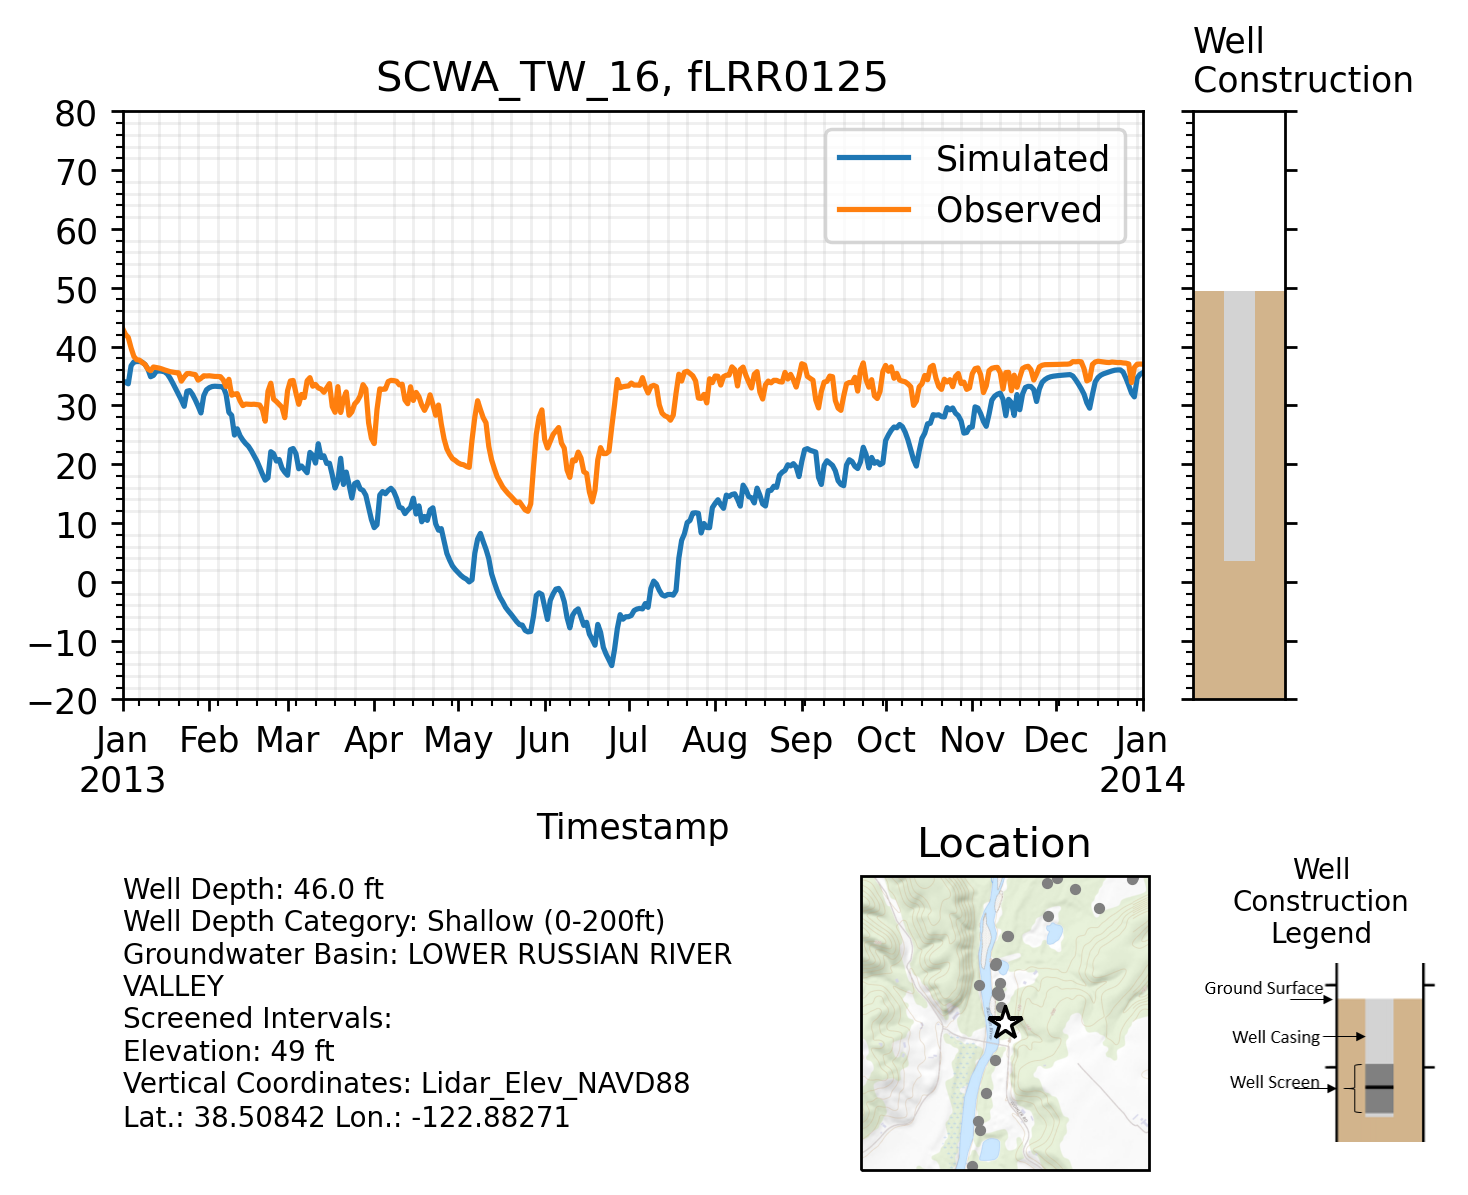 Well
Construction
SCWA_TW_16, fLRR0125
80
70
60
50
40
30
20
10
0
−10
−20
Simulated
Observed
Jan Feb Mar Apr May Jun Jul Aug Sep Oct Nov Dec Jan
2013 2014
Timestamp
Well Depth: 46.0 ft
Well Depth Category: Shallow (0-200ft)
Groundwater Basin: LOWER RUSSIAN RIVER
VALLEY
Screened Intervals:
Elevation: 49 ft
Vertical Coordinates: Lidar_Elev_NAVD88
Lat.: 38.50842 Lon.: -122.88271
Location
Well
Construction
Legend
Ground Surface
Well Casing
Well Screen